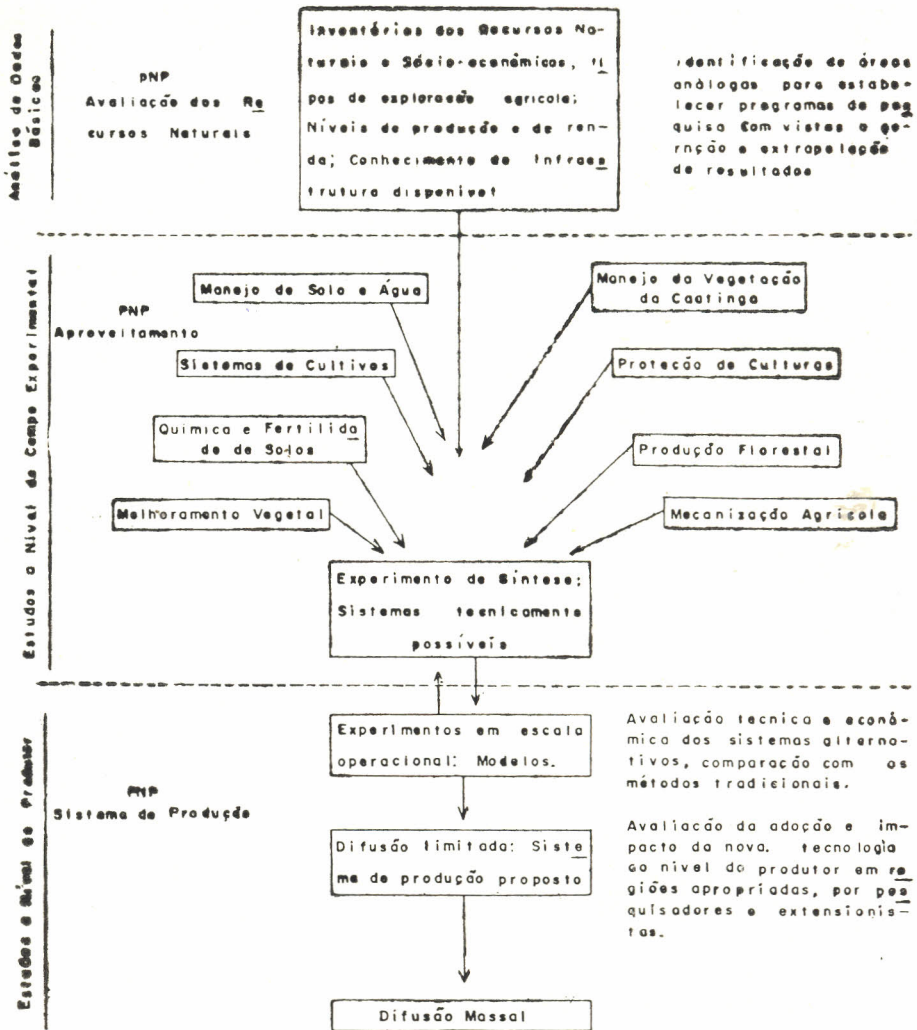 Análise de Dados
Básicos
PNP
Avaliação dos Re
cursos Naturais
Inventários dos Recursos Na-
turais e Sócio-econômicos, ti
pos de exploração agrícola;
Níveis de produção e de ren-
da; Conhecimento de Infraes
trutura disponível
Identificação de áreas
análogas para estabe-
lecer programas de pes
quisa com vistas a ge-
ração e extrapolação
de resultados
Estudos a Nível de Campo Experimental
PNP
Aproveitamento
Manejo de Solo e Água
Manejo da Vegetação
da Caatinga
Sistemas de Cultivos
Proteção de Culturas
Química e Fertilida
de de Solos
Produção Florestal
Melhoramento Vegetal
Mecanização Agrícola
Experimento de Síntese:
Sistemas tecnicamente
possíveis
Estudos a Nível de Produtor
PNP
Sistema de Produção
Experimentos em escala
operacional: Modelos.
Avaliação tecnica e econô-
mica dos sistemas alterna-
tivos, comparação com os
métodos tradicionais.
Difusão limitada: Siste
ma de produção proposto
Avaliacão da adoção e im-
pacto da nova. tecnologia
ao nivel do produtor em re
giões apropriadas, por pes
quisadores e extensionis-
tas.
Difusão Massal